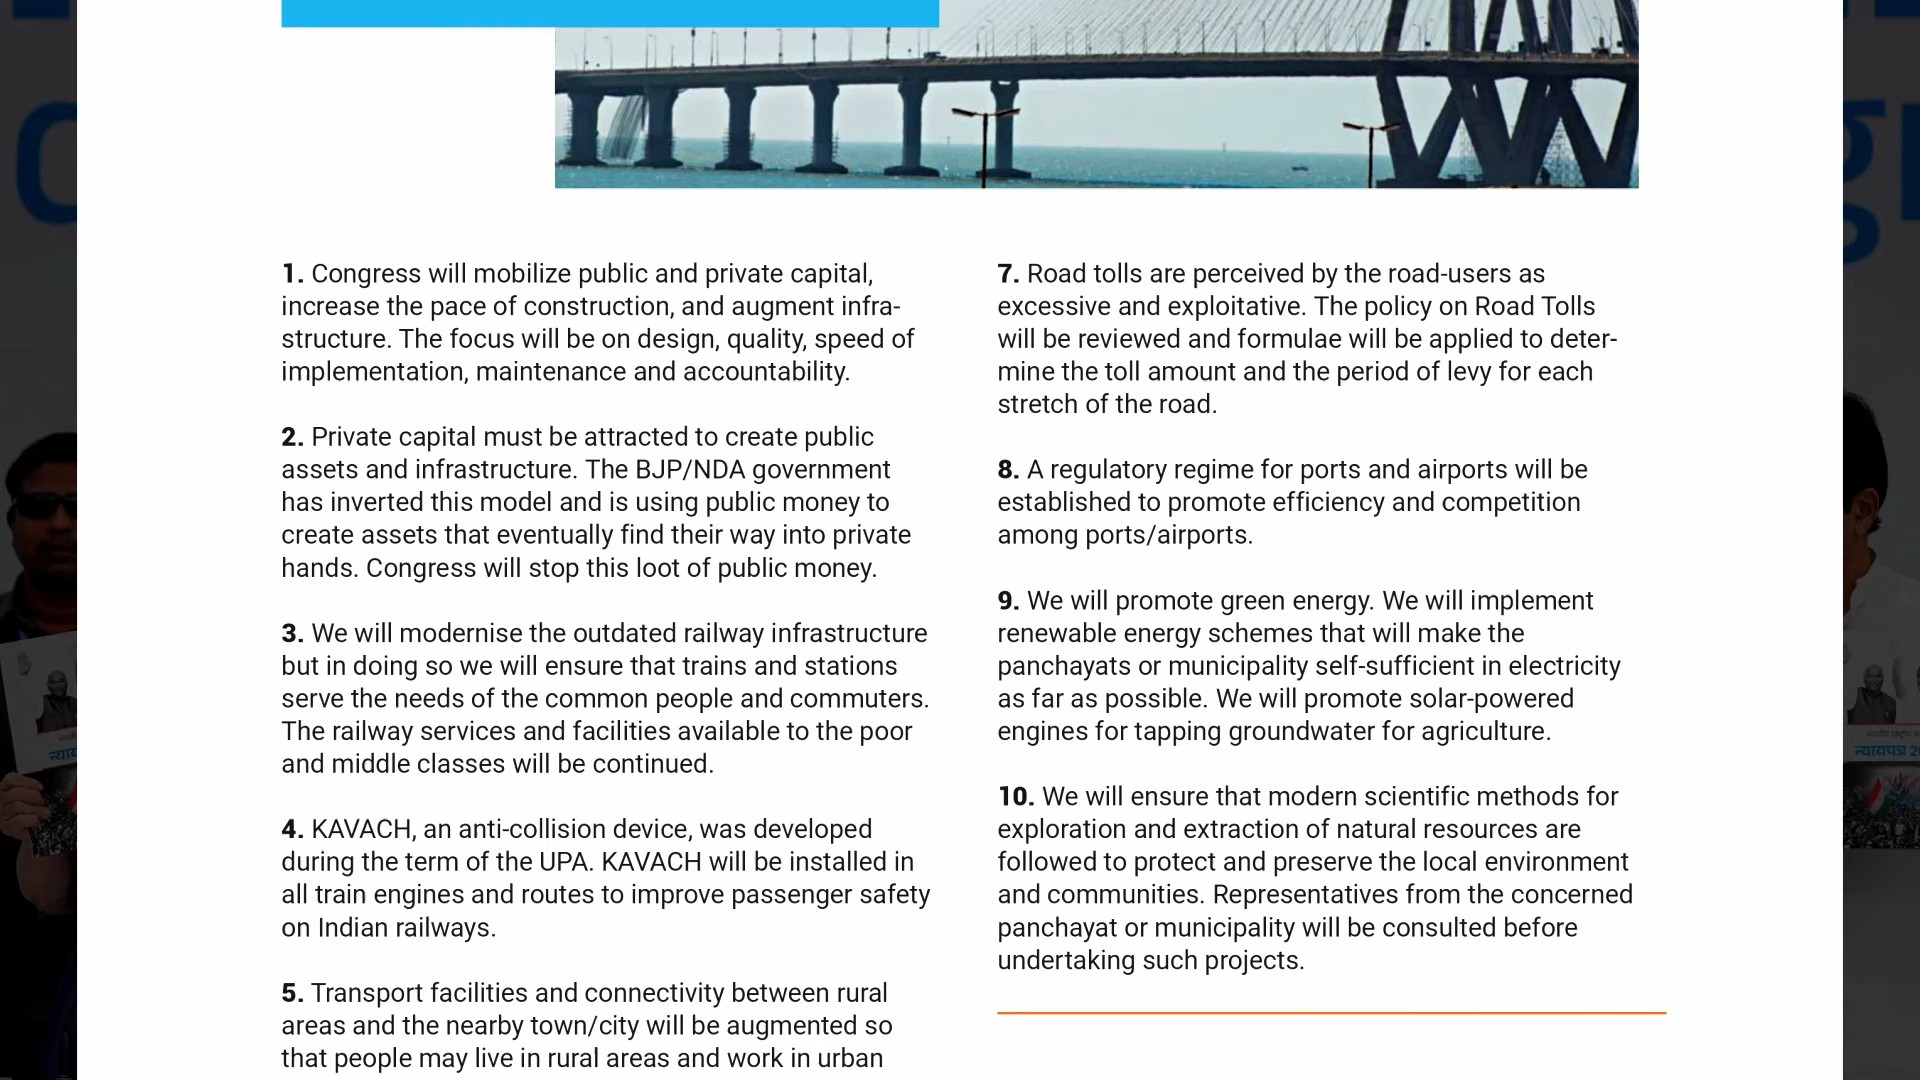 1. Congress will mobilize public and private capital,
increase the pace of construction, and augment infra-
structure. The focus will be on design, quality, speed of
implementation, maintenance and accountability.
2. Private capital must be attracted to create public
assets and infrastructure. The BJP/NDA government
has inverted this model and is using public money to
create assets that eventually find their way into private
hands. Congress will stop this loot of public money.
3. We will modernise the outdated railway infrastructure
but in doing so we will ensure that trains and stations
serve the needs of the common people and commuters.
The railway services and facilities available to the poor
and middle classes will be continued.
4. KAVACH, an anti-collision device, was developed
during the term of the UPA. KAVACH will be installed in
all train engines and routes to improve passenger safety
on Indian railways.
5. Transport facilities and connectivity between rural
areas and the nearby town/city will be augmented so
that people may live in rural areas and work in urban
7. Road tolls are perceived by the road-users as
excessive and exploitative. The policy on Road Tolls
will be reviewed and formulae will be applied to deter-
mine the toll amount and the period of levy for each
stretch of the road.
8. A regulatory regime for ports and airports will be
established to promote efficiency and competition
among ports/airports.
9. We will promote green energy. We will implement
renewable energy schemes that will make the
panchayats or municipality self-sufficient in electricity
as far as possible. We will promote solar-powered
engines for tapping groundwater for agriculture.
10. We will ensure that modern scientific methods for
exploration and extraction of natural resources are
followed to protect and preserve the local environment
and communities. Representatives from the concerned
panchayat or municipality will be consulted before
undertaking such projects.
न्यायपत्र